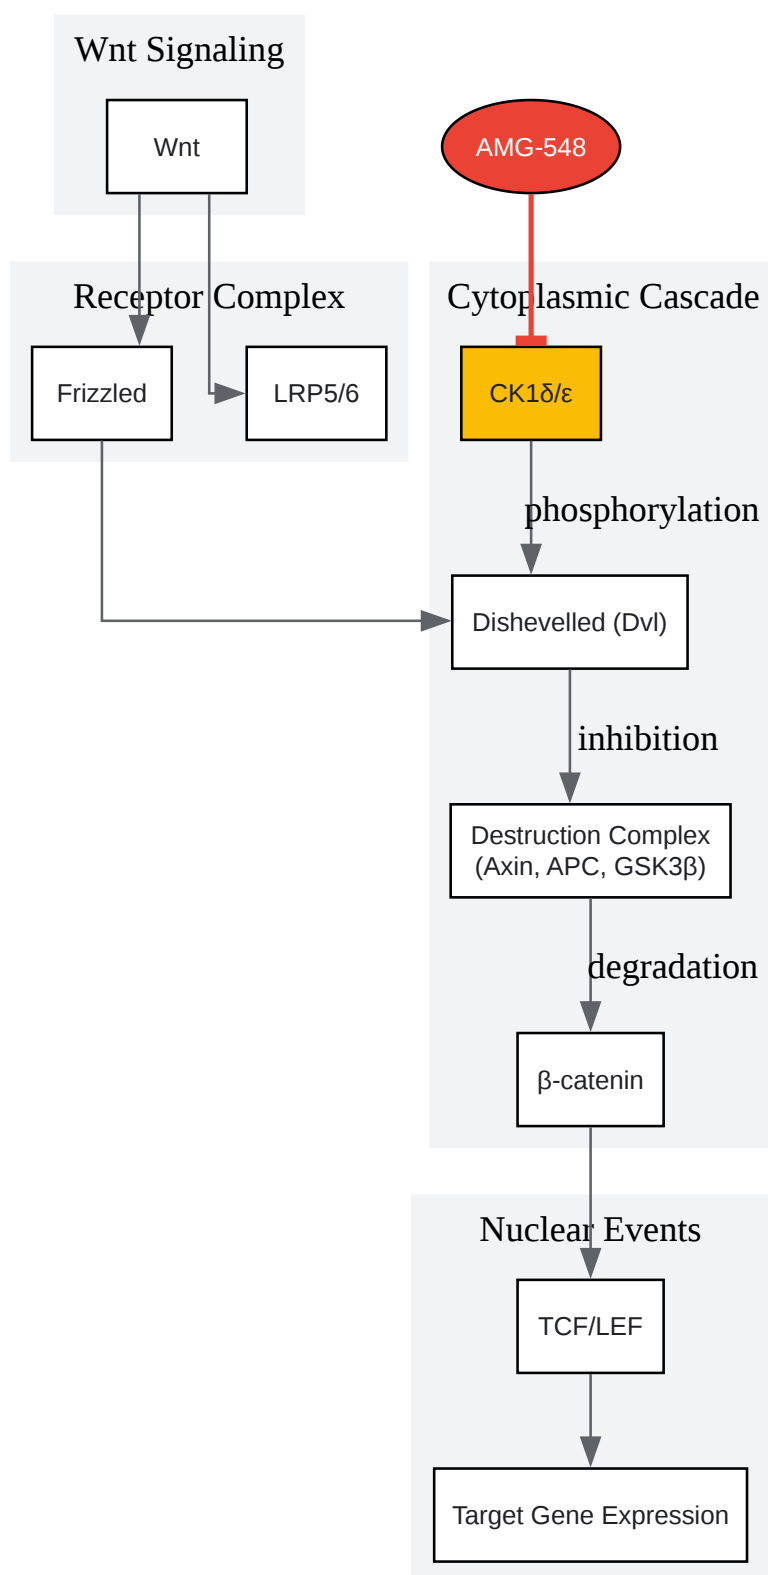 Wnt Signaling
Wnt
AMG-548
Receptor Complex
Cytoplasmic Cascade
Frizzled
LRP5/6
CK1δ/ε
phosphorylation
Dishevelled (Dvl)
inhibition
Destruction Complex
(Axin, APC, GSK3β)
degradation
β-catenin
Nuclear Events
TCF/LEF
Target Gene Expression